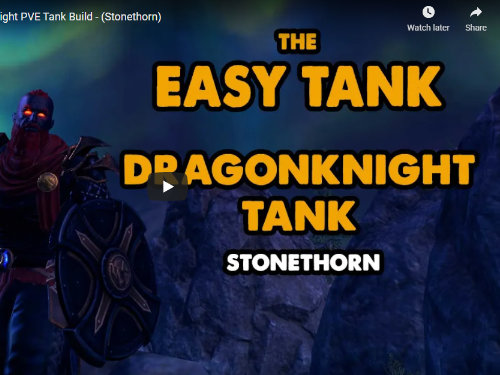 ight PVE Tank Build - (Stonethorn)
Watch later
Share
THE
EASY TANK
DRAGONKNIGHT
TANK
STONETHORN